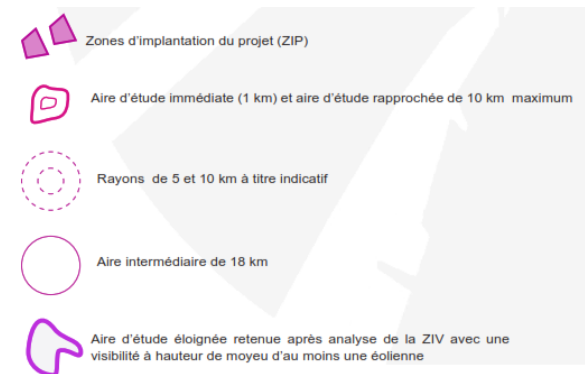 Zones d'implantation du projet (ZIP)
Aire d'étude immédiate (1 km) et aire d'étude rapprochée de 10 km maximum
Rayons de 5 et 10 km à titre indicatif
Aire intermédiaire de 18 km
Aire d'étude éloignée retenue après analyse de la ZIV avec une
visibilité à hauteur de moyeu d'au moins une éolienne